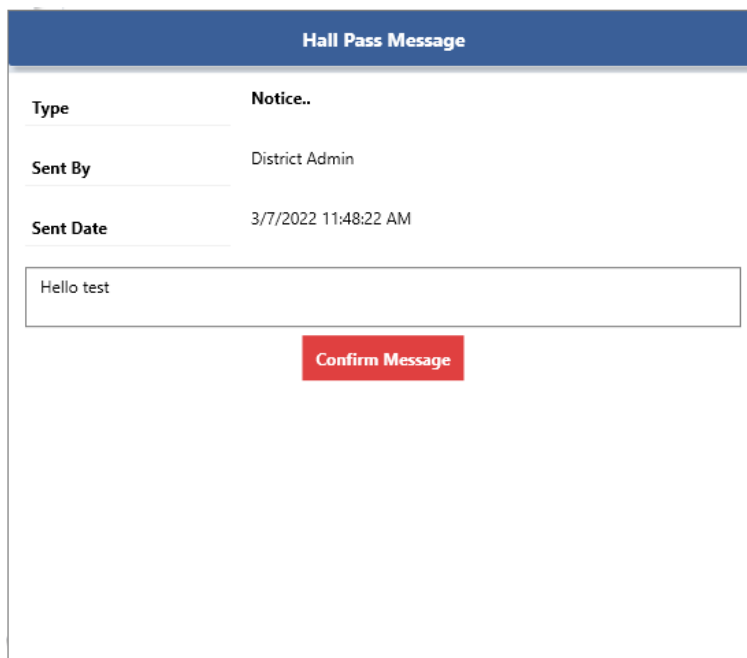 Hall Pass Message
Type Notice..
Sent By District Admin
Sent Date 3/7/2022 11:48:22 AM
Hello test
Confirm Message